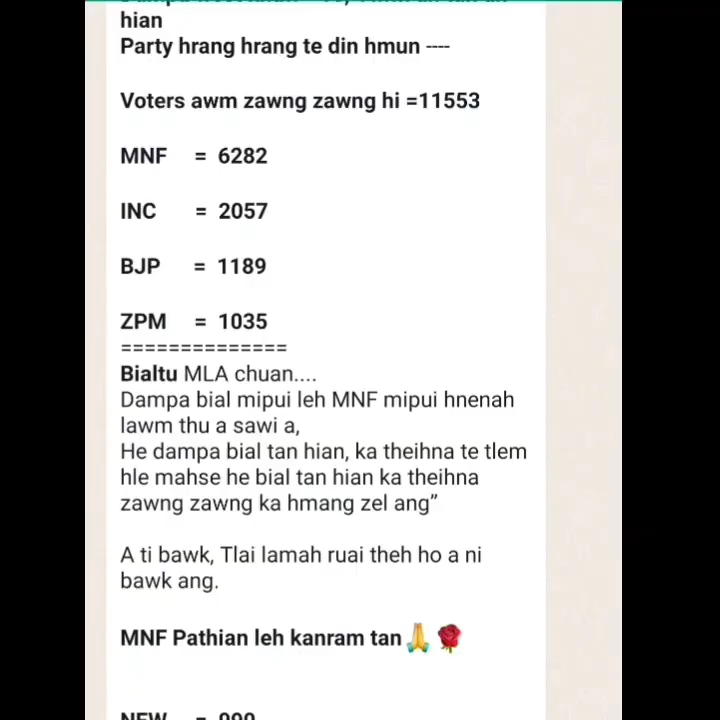 hian
Party hrang hrang te din hmun ----
Voters awm zawng zawng hi =11553
MNF = 6282
INC = 2057
BJP = 1189
ZPM = 1035
==============
Bialtu MLA chuan....
Dampa bial mipui leh MNF mipui hnenah
lawm thu a sawi a,
He dampa bial tan hian, ka theihna te tlem
hle mahse he bial tan hian ka theihna
zawng zawng ka hmang zel ang”
A ti bawk, Tlai lamah ruai theh ho a ni
bawk ang.
MNF Pathian leh kanram tan🙏🌹